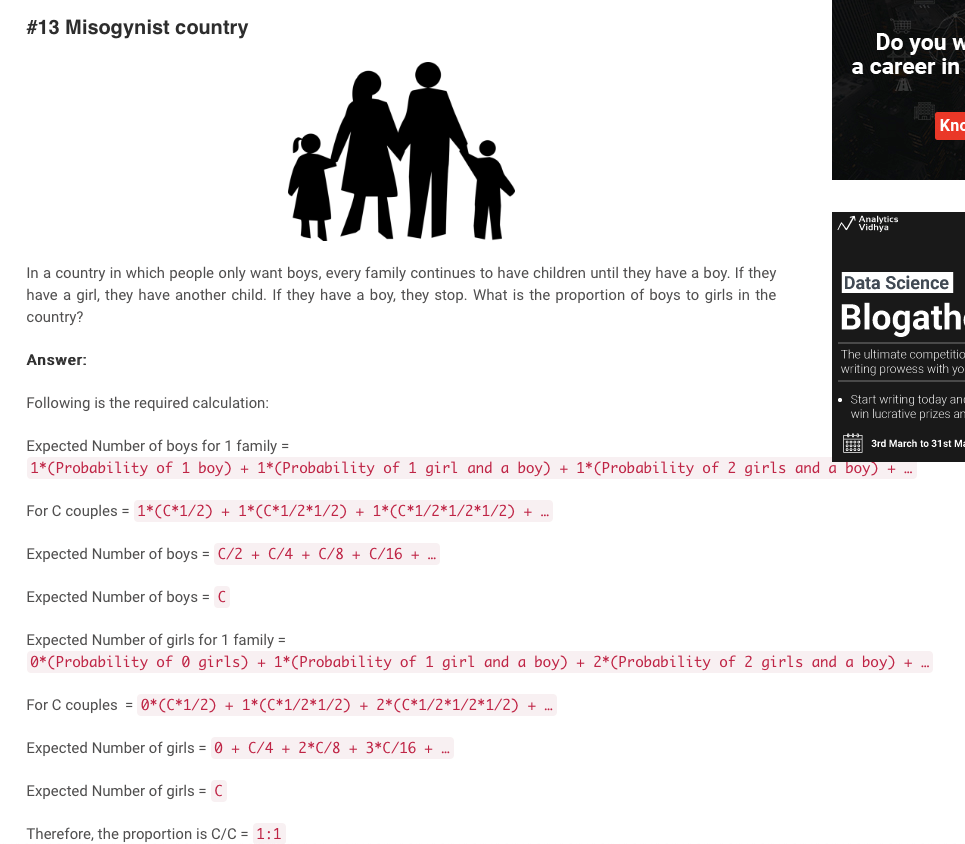 #13 Misogynist country
In a country in which people only want boys, every family continues to have children until they have a boy. If they
have a girl, they have another child. If they have a boy, they stop. What is the proportion of boys to girls in the
country?
Answer:
Following is the required calculation:
Expected Number of boys for 1 family =
1*(Probability of 1 boy) + 1*(Probability of 1 girl and a boy) + 1*(Probability of 2 girls and a boy) + …
For C couples = 1*(C*1/2) + 1*(C*1/2*1/2) + 1*(C*1/2*1/2*1/2) + …
Expected Number of boys = C/2 + C/4 + C/8 + C/16 + …
Expected Number of boys = C
Expected Number of girls for 1 family =
0*(Probability of 0 girls) + 1*(Probability of 1 girl and a boy) + 2*(Probability of 2 girls and a boy) + …
For C couples = 0*(C*1/2) + 1*(C*1/2*1/2) + 2*(C*1/2*1/2*1/2) + …
Expected Number of girls = 0 + C/4 + 2*C/8 + 3*C/16 + …
Expected Number of girls = C
Therefore, the proportion is C/C = 1:1
Do you w
a career in
Kno
Analytics
Vidhya
Data Science
Blogath
The ultimate competitio
writing prowess with yo
• Start writing today an
win lucrative prizes an
3rd March to 31st Ma